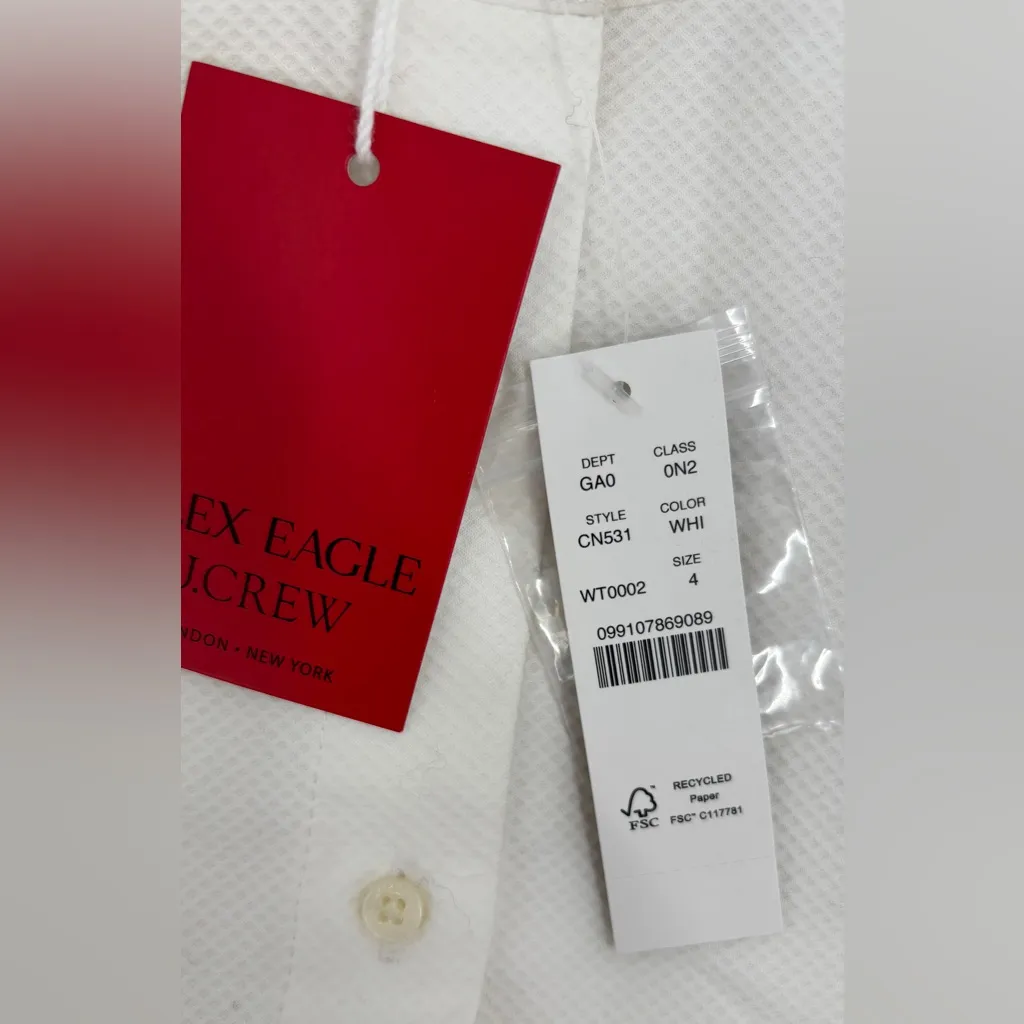 EX EAGLE
J.CREW
NDON • NEW YORK
DEPT CLASS
GA0 0N2
STYLE COLOR
CN531 WHI
SIZE
WT0002 4
099107869089
RECYCLED
Paper
FSC™ C117781
FSC